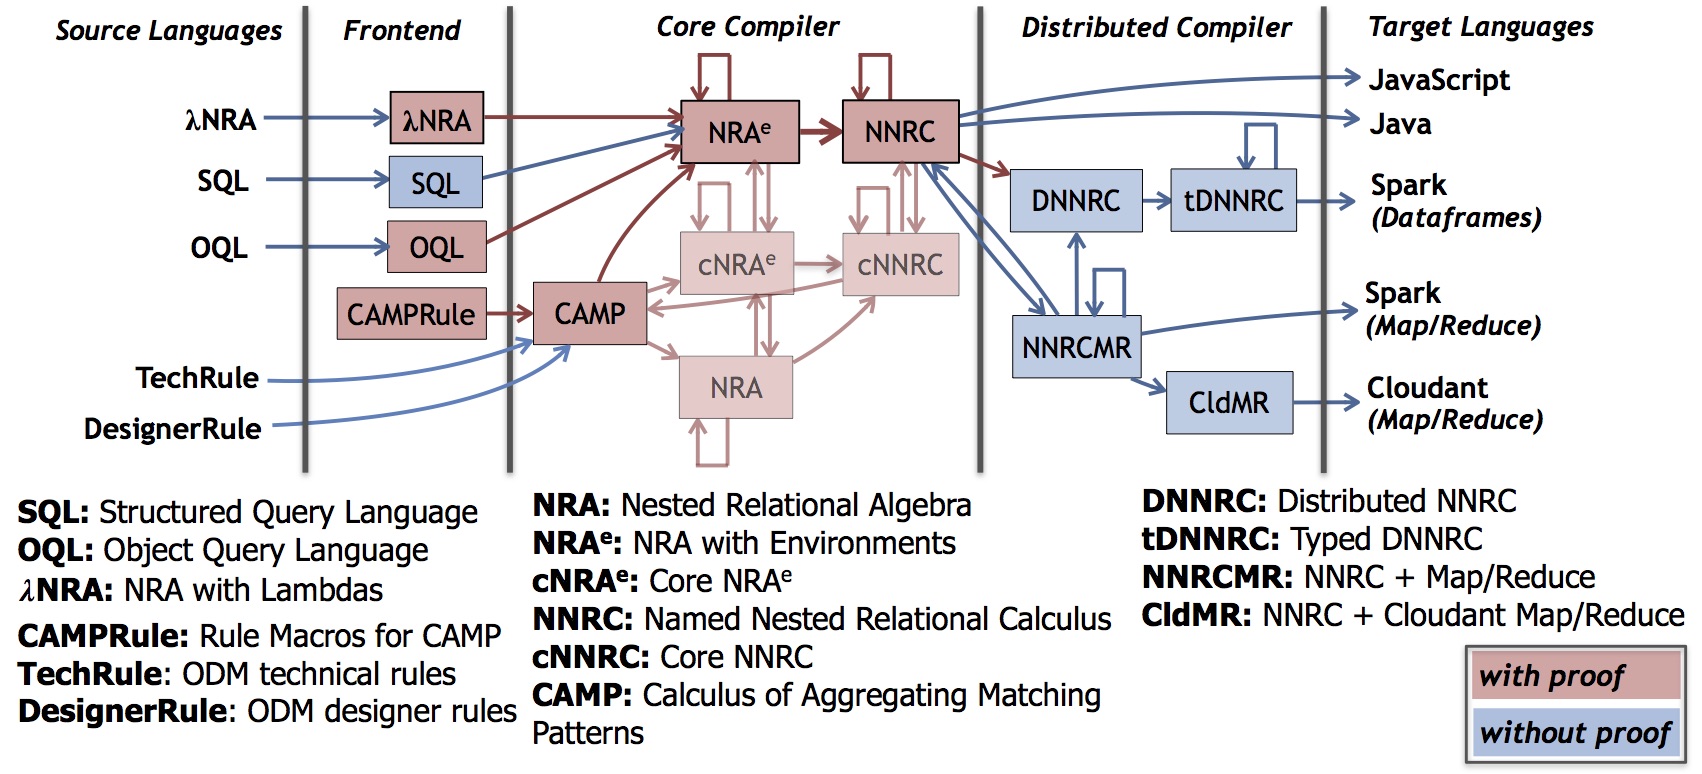 Source Languages
Frontend
Core Compiler
Distributed Compiler
Target Languages
λNRA
λNRA
NRAᵉ
NNRC
JavaScript
Java
SQL
SQL
DNNRC
tDNNRC
Spark
(Dataframes)
OQL
OQL
cNRAᵉ
cNNRC
CAMPRule
CAMP
NNRCMR
Spark
(Map/Reduce)
TechRule
NRA
CldMR
Cloudant
(Map/Reduce)
DesignerRule
SQL: Structured Query Language
OQL: Object Query Language
λNRA: NRA with Lambdas
CAMPRule: Rule Macros for CAMP
TechRule: ODM technical rules
DesignerRule: ODM designer rules
NRA: Nested Relational Algebra
NRAᵉ: NRA with Environments
cNRAᵉ: Core NRAᵉ
NNRC: Named Nested Relational Calculus
cNNRC: Core NNRC
CAMP: Calculus of Aggregating Matching
Patterns
DNNRC: Distributed NNRC
tDNNRC: Typed DNNRC
NNRCMR: NNRC + Map/Reduce
CldMR: NNRC + Cloudant Map/Reduce
with proof
without proof